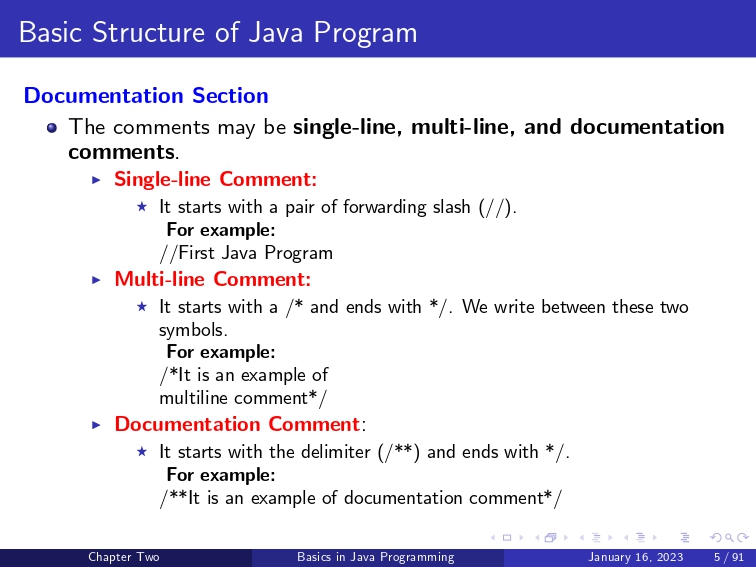 Basic Structure of Java Program
Documentation Section
The comments may be single-line, multi-line, and documentation
comments.
Single-line Comment:
It starts with a pair of forwarding slash (//).
For example:
//First Java Program
Multi-line Comment:
It starts with a /* and ends with */. We write between these two
symbols.
For example:
/*It is an example of
multiline comment*/
Documentation Comment:
It starts with the delimiter (/**) and ends with */.
For example:
/**It is an example of documentation comment*/
Chapter Two Basics in Java Programming January 16, 2023 5 / 91